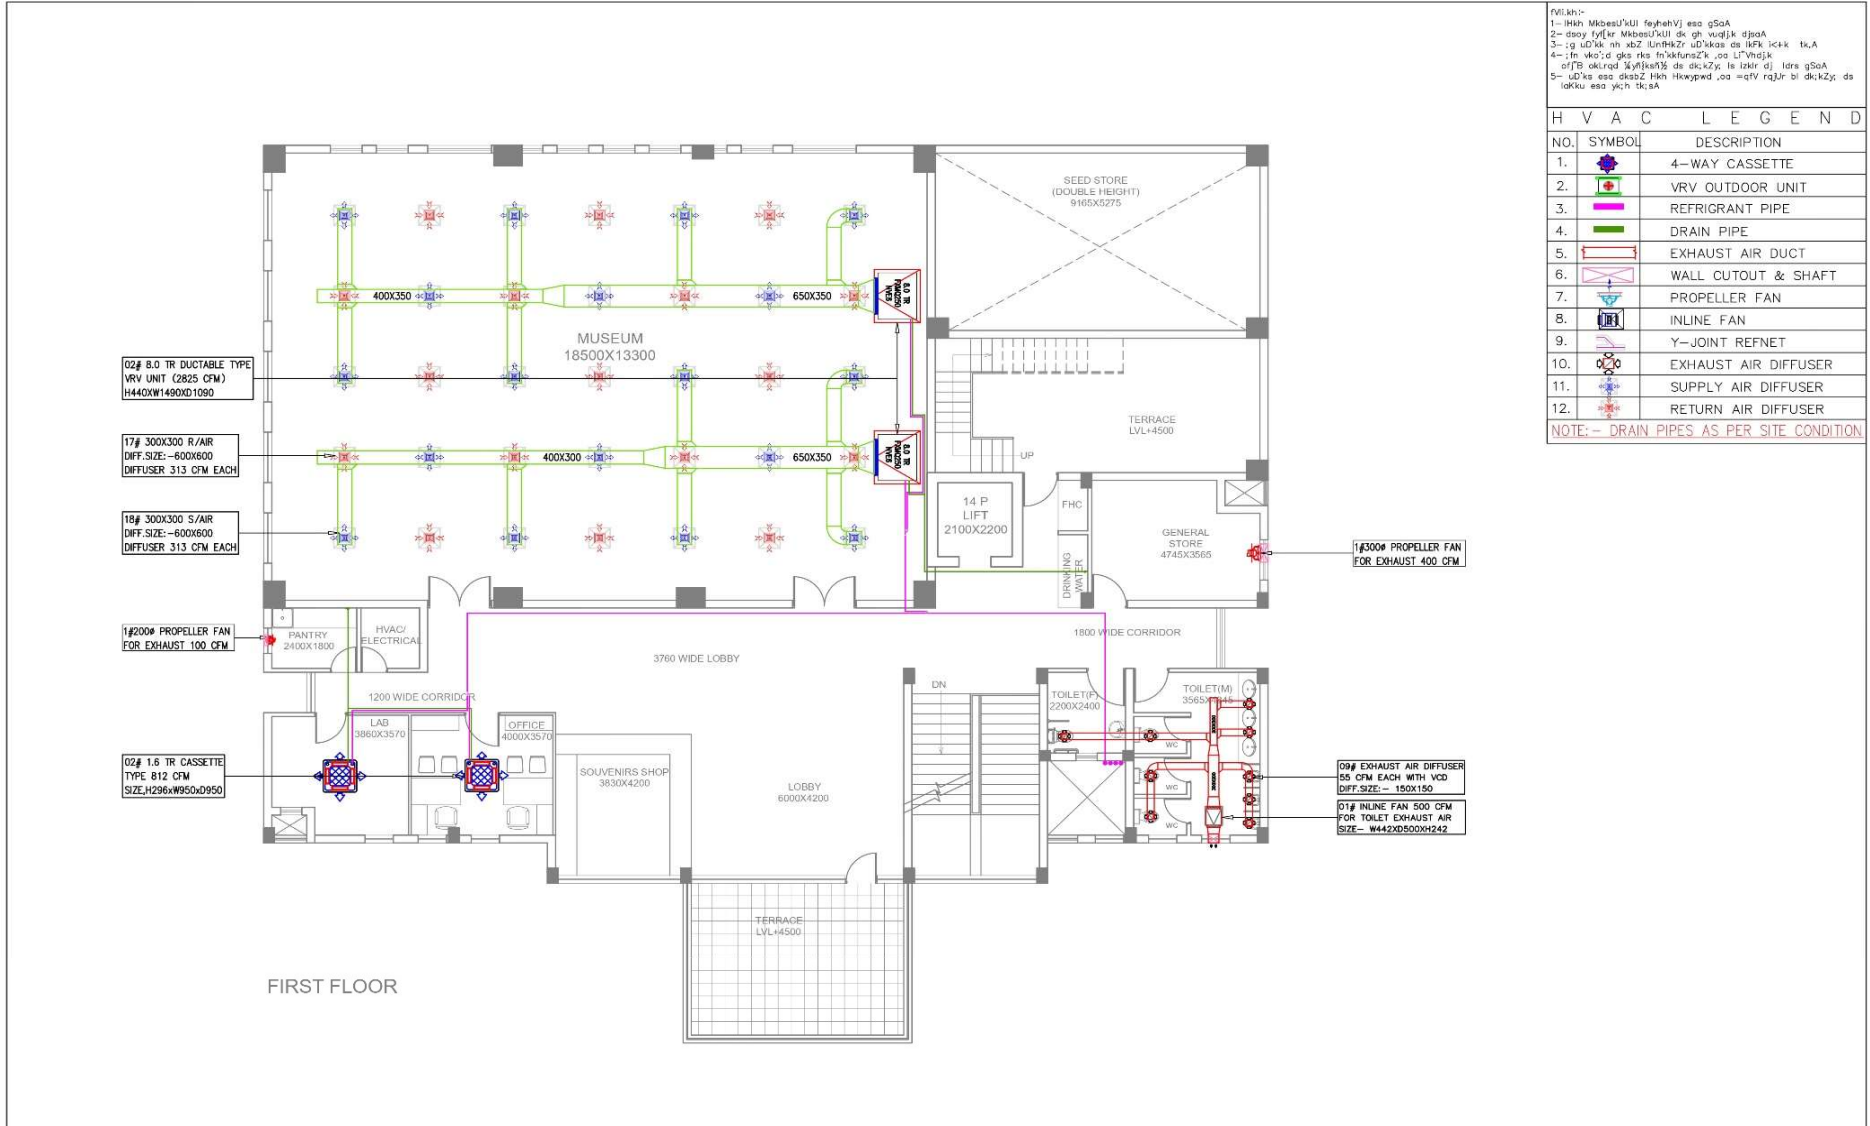 H V A C L E G E N D
NO. SYMBOL DESCRIPTION
1. 4-WAY CASSETTE
2. VRV OUTDOOR UNIT
3. REFRIGRANT PIPE
4. DRAIN PIPE
5. EXHAUST AIR DUCT
6. WALL CUTOUT & SHAFT
7. PROPELLER FAN
8. INLINE FAN
9. Y-JOINT REFNET
10. EXHAUST AIR DIFFUSER
11. SUPPLY AIR DIFFUSER
12. RETURN AIR DIFFUSER
NOTE:- DRAIN PIPES AS PER SITE CONDITION
SEED STORE
(DOUBLE HEIGHT)
9165X5275
400X350
650X350
8.0 TR
MUSEUM
18500X13300
02# 8.0 TR DUCTABLE TYPE
VRV UNIT (2825 CFM)
H440XW1490XD1090
17# 300X300 R/AIR
DIFF.SIZE:-600X600
DIFFUSER 313 CFM EACH
400X300
650X350
8.0 TR
18# 300X300 S/AIR
DIFF.SIZE:-600X600
DIFFUSER 313 CFM EACH
TERRACE
LVL+4500
UP
14 P
LIFT
2100X2200
FHC
DRINKING
WATER
GENERAL
STORE
4745X3565
1#300ø PROPELLER FAN
FOR EXHAUST 400 CFM
1#200ø PROPELLER FAN
FOR EXHAUST 100 CFM
PANTRY
2400X1800
HVAC/
ELECTRICAL
3760 WIDE LOBBY
1800 WIDE CORRIDOR
1200 WIDE CORRIDOR
DN
TOILET(F)
2200X2400
TOILET(M)
LAB
3860X3570
OFFICE
4000X3570
WC
WC
WC
02# 1.6 TR CASSETTE
TYPE 812 CFM
SIZE,H296xW950xD950
SOUVENIRS SHOP
3830X4200
LOBBY
6000X4200
09# EXHAUST AIR DIFFUSER
55 CFM EACH WITH VCD
DIFF.SIZE:- 150X150
01# INLINE FAN 500 CFM
FOR TOILET EXHAUST AIR
SIZE- W442XD500XH242
TERRACE
LVL+4500
FIRST FLOOR